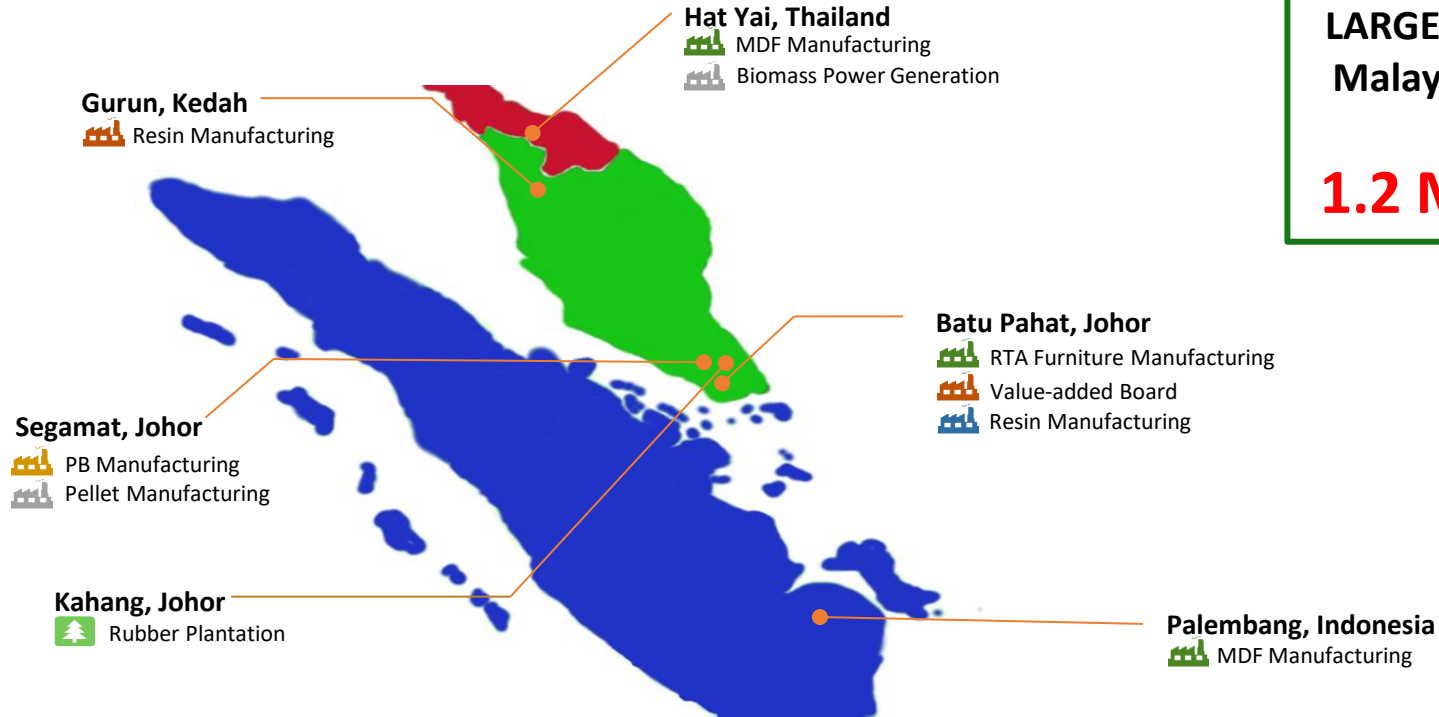 Hat Yai, Thailand
MDF Manufacturing
Biomass Power Generation
LARGE
Malay
1.2
Gurun, Kedah
Resin Manufacturing
Batu Pahat, Johor
RTA Furniture Manufacturing
Value-added Board
Resin Manufacturing
Segamat, Johor
PB Manufacturing
Pellet Manufacturing
Kahang, Johor
Rubber Plantation
Palembang, Indonesia
MDF Manufacturing